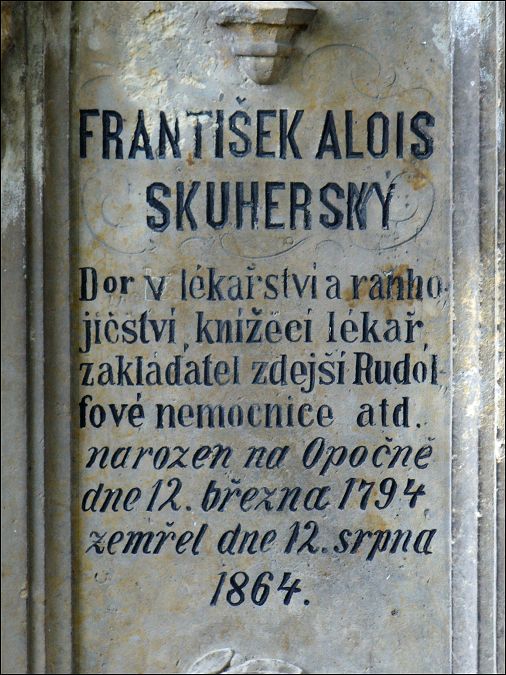 FRANTIŠEK ALOIS
SKUHERSKÝ
Dor v lékařství a ranho-
jičství, knížecí lékař,
zakladatel zdejší Rudol-
fové nemocnice atd.
narozen na Opočně
dne 12. března 1794
zemřel dne 12. srpna
1864.